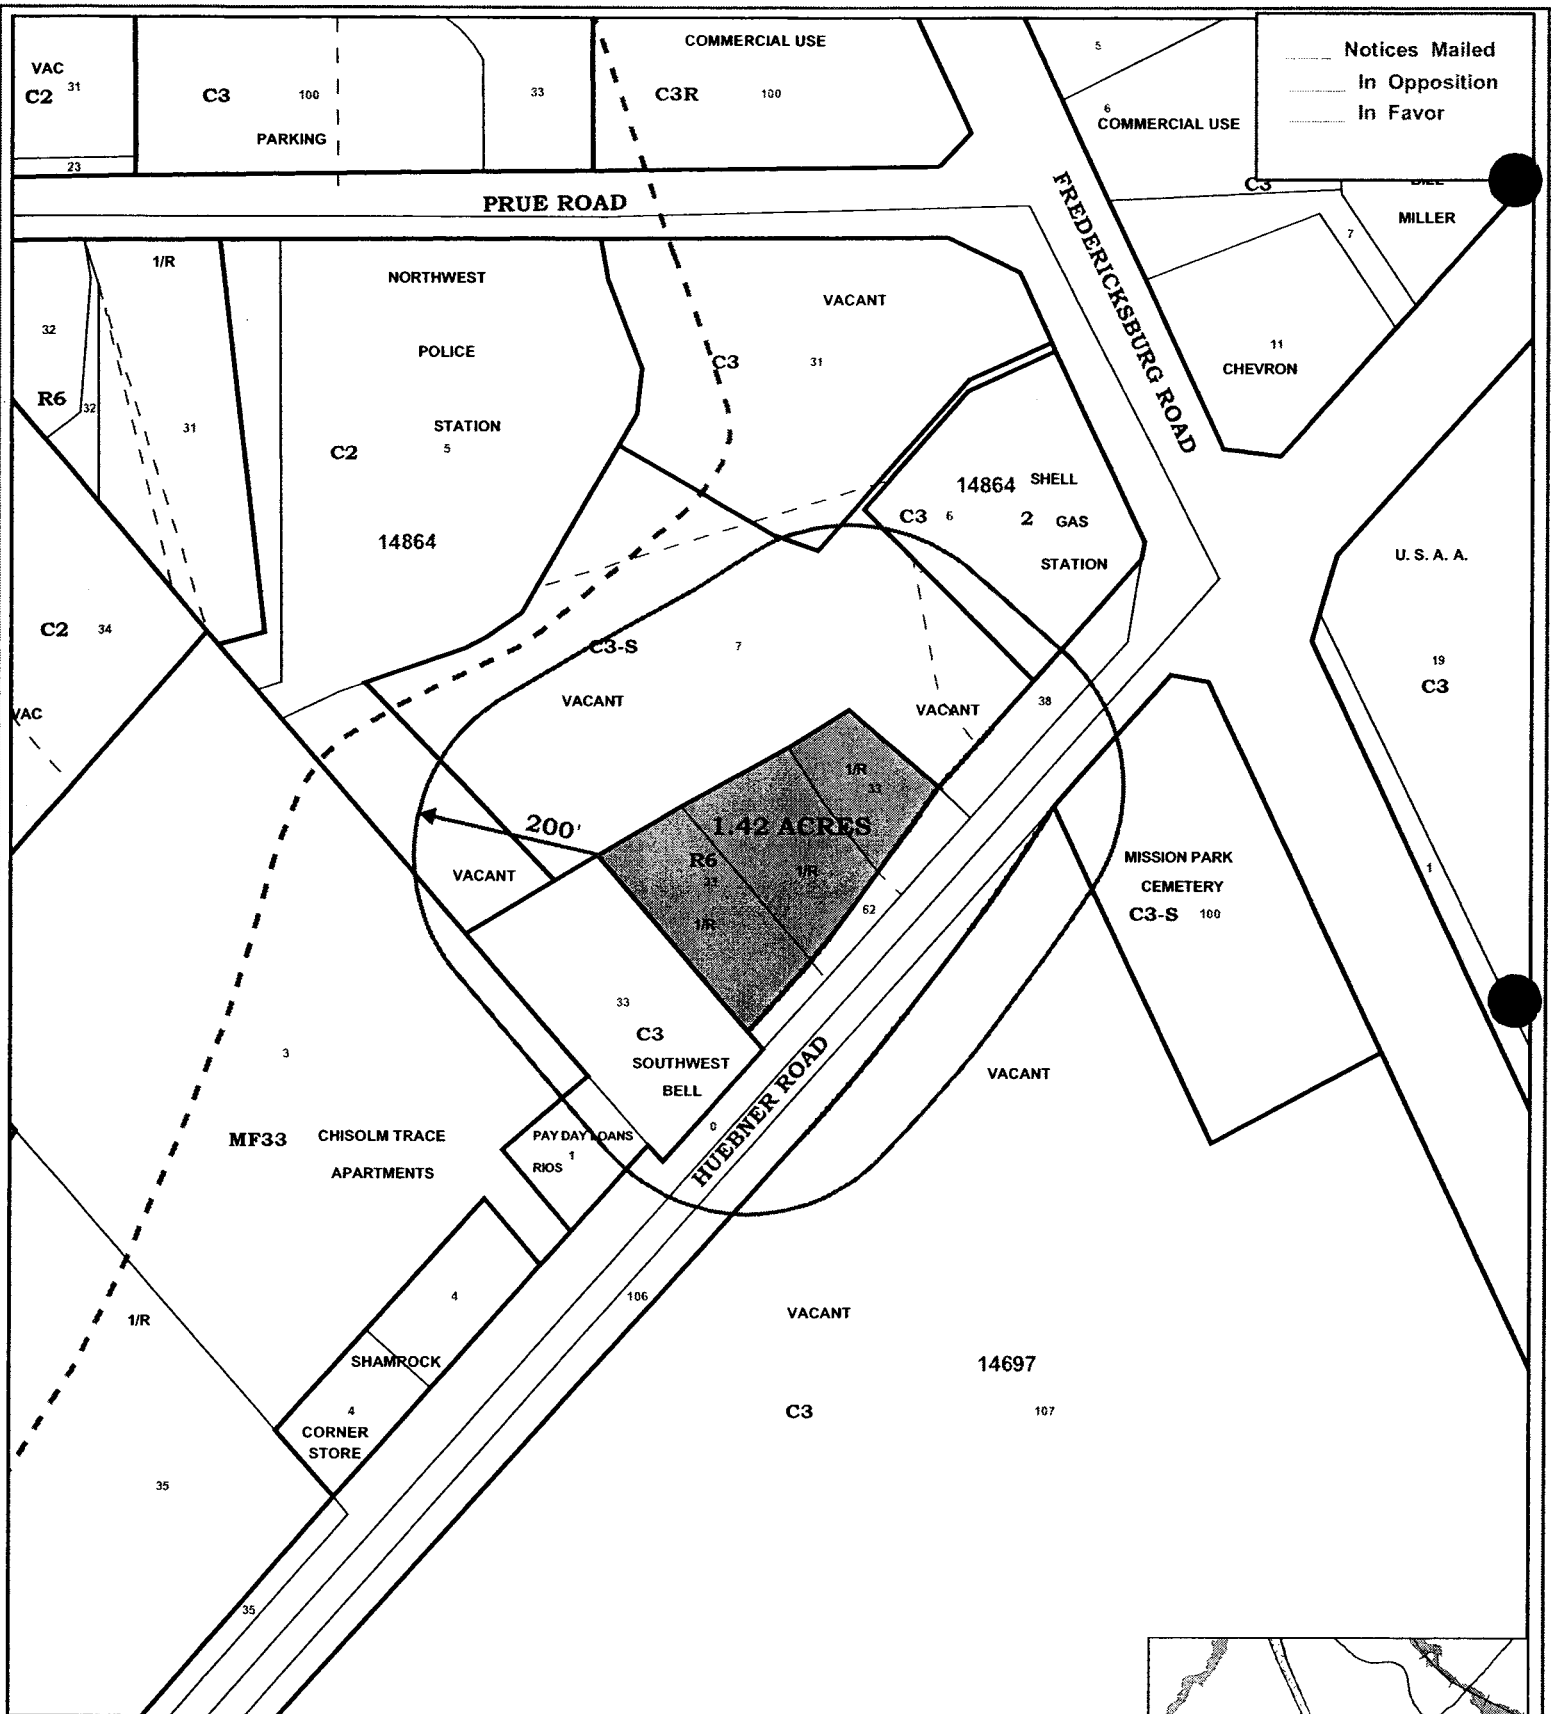 Notices Mailed
In Opposition
In Favor
COMMERCIAL USE
VAC
C2 31
C3 100
33
C3R 100
PARKING
23
5
6
COMMERCIAL USE
C3
MILLER
7
PRUE ROAD
FREDERICKSBURG ROAD
1/R
NORTHWEST
POLICE
STATION
5
C2
14864
VACANT
C3 31
32
R6
32
31
11
CHEVRON
14864 SHELL
C3 6 2 GAS
STATION
U. S. A. A.
19
C3
C2 34
VAC
C3-S 7
VACANT
VACANT
38
1/R
33
1.42 ACRES
200'
R6
33
1/R
1/R
62
VACANT
MISSION PARK
CEMETERY
C3-S 100
1
33
C3
SOUTHWEST
BELL
VACANT
3
0
HUEBNER ROAD
MF33 CHISOLM TRACE
APARTMENTS
PAY DAY LOANS
RIOS 1
4
106
1/R
VACANT
SHAMROCK
14697
4
CORNER
STORE
C3 107
35
35